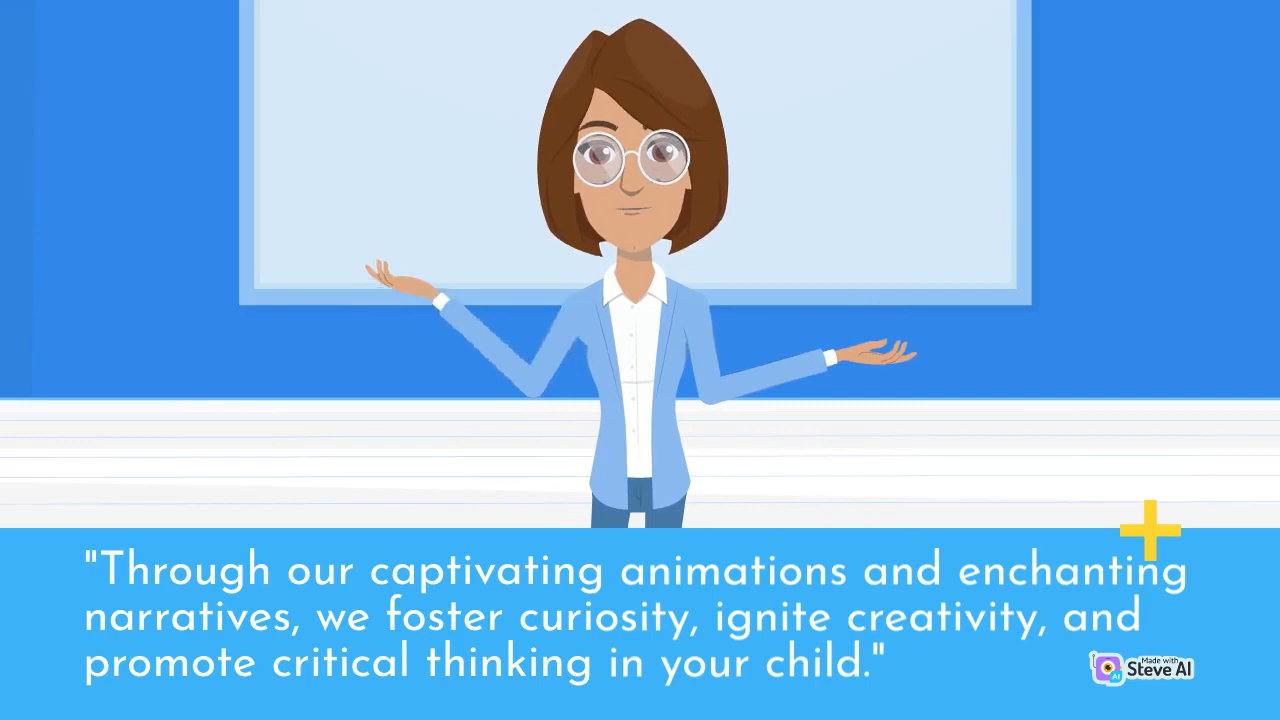 "Through our captivating animations and enchanting
narratives, we foster curiosity, ignite creativity, and
promote critical thinking in your child."
Made with
Steve AI
AI